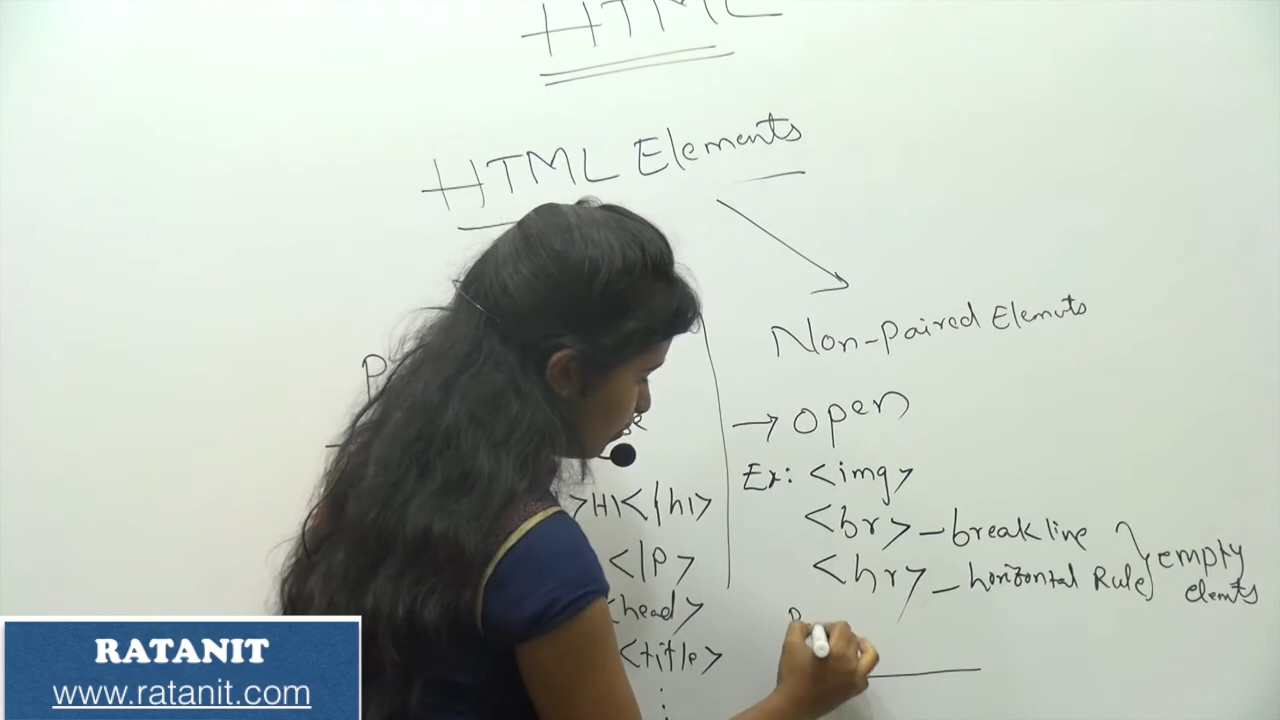 HTML
HTML Elements
Non-paired Elements
→ open
>H1</h1>
</p>
<head>
<title>
Ex: <img>
<br> - break line
<hr> - horizontal Rule
} empty
elemts
RATANIT
www.ratanit.com